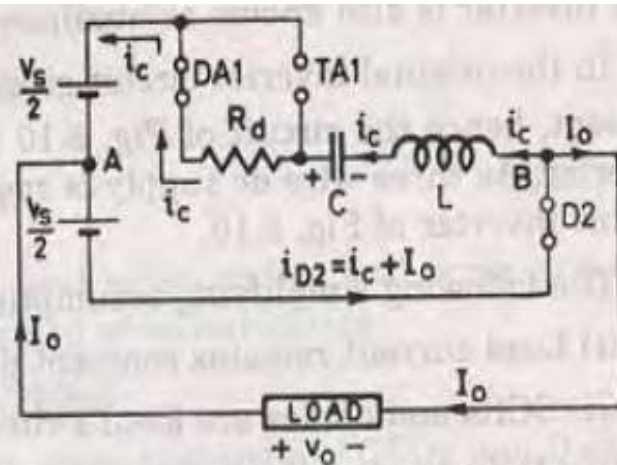 i_c
DA1
TA1
V_s/2
R_d
i_c
i_c
I_o
A
+ -
B
i_c
C
L
D2
V_s/2
i_D2 = i_c + I_o
I_o
I_o
LOAD
+ v_o -